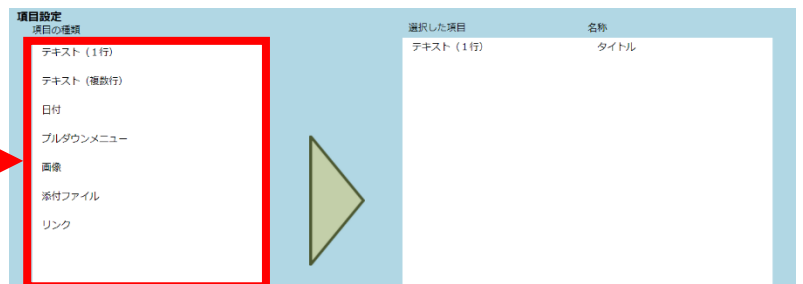 項目設定
項目の種類
選択した項目 名称
テキスト（1行）
テキスト（複数行）
日付
プルダウンメニュー
画像
添付ファイル
リンク
テキスト（1行） タイトル